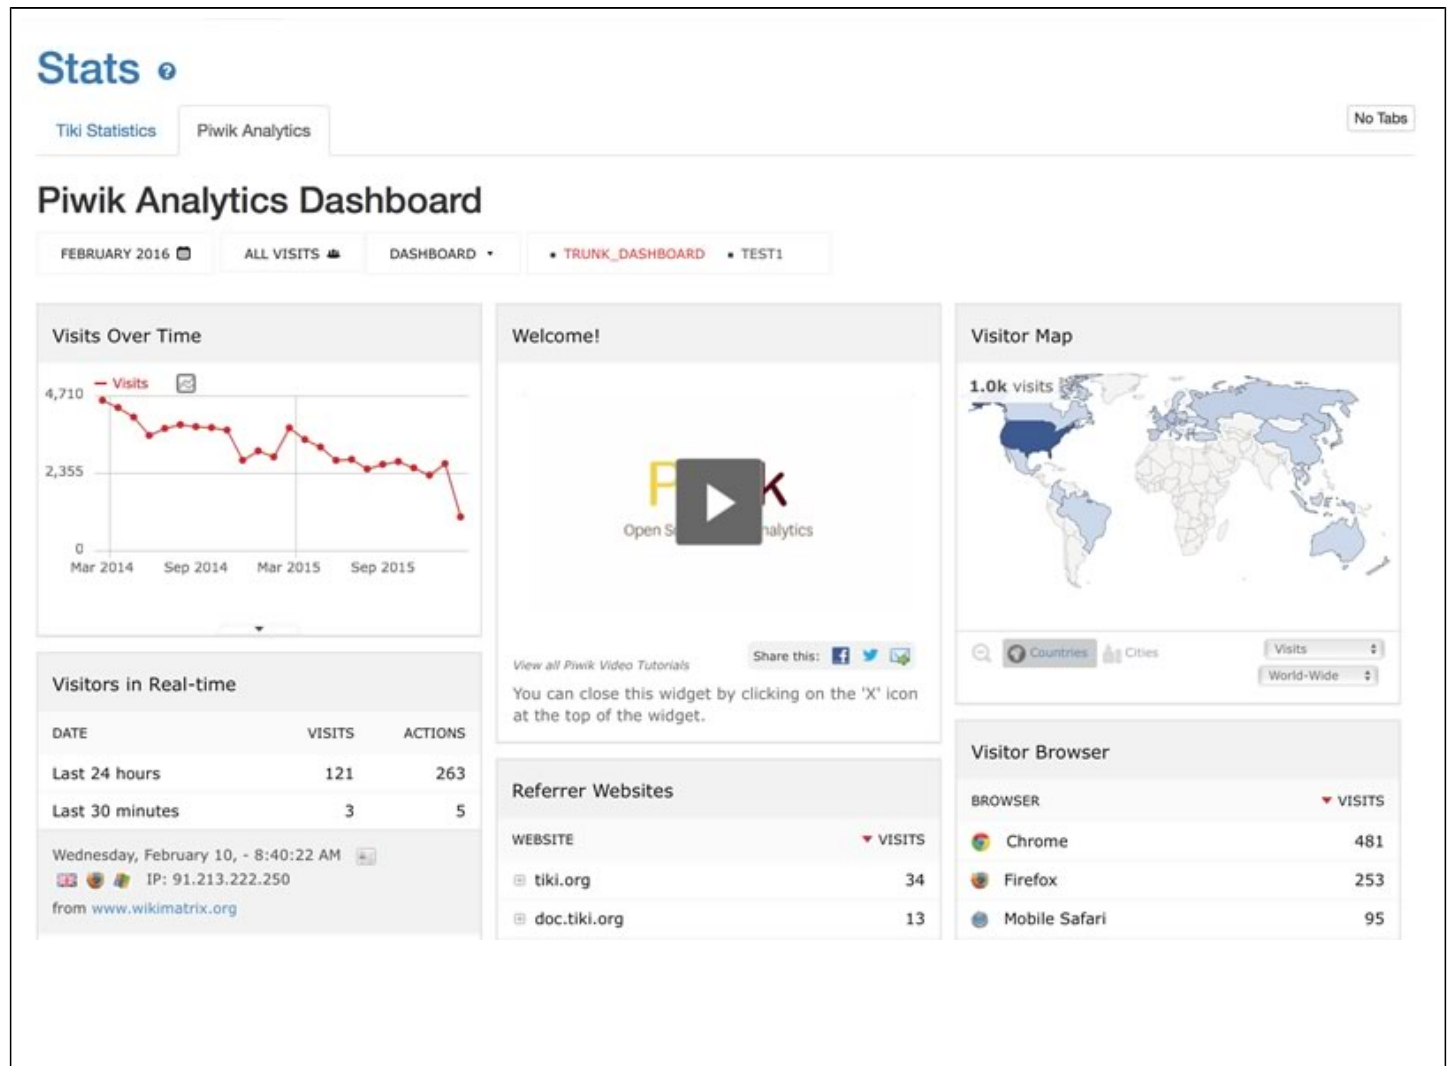 Stats
Tiki Statistics
Piwik Analytics
No Tabs
Piwik Analytics Dashboard
FEBRUARY 2016
ALL VISITS
DASHBOARD
TRUNK_DASHBOARD
TEST1
Visits Over Time
Visits
4,710
2,355
0
Mar 2014 Sep 2014 Mar 2015 Sep 2015
Visitors in Real-time
DATE VISITS ACTIONS
Last 24 hours 121 263
Last 30 minutes 3 5
Wednesday, February 10, - 8:40:22 AM
IP: 91.213.222.250
from www.wikimatrix.org
Welcome!
P k
Open S nalytics
View all Piwik Video Tutorials
Share this:
You can close this widget by clicking on the 'X' icon
at the top of the widget.
Referrer Websites
WEBSITE VISITS
tiki.org 34
doc.tiki.org 13
Visitor Map
1.0k visits
Countries
Cities
Visits
World-Wide
Visitor Browser
BROWSER VISITS
Chrome 481
Firefox 253
Mobile Safari 95